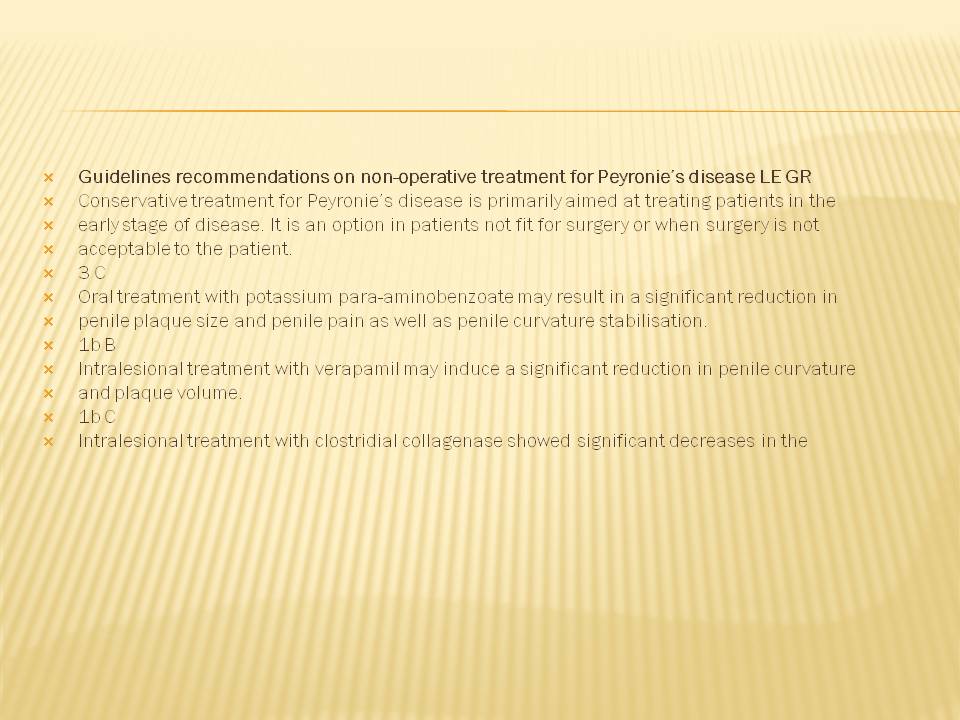 Guidelines recommendations on non-operative treatment for Peyronie's disease LE GR
Conservative treatment for Peyronie's disease is primarily aimed at treating patients in the
early stage of disease. It is an option in patients not fit for surgery or when surgery is not
acceptable to the patient.
3 C
Oral treatment with potassium para-aminobenzoate may result in a significant reduction in
penile plaque size and penile pain as well as penile curvature stabilisation.
1b B
Intralesional treatment with verapamil may induce a significant reduction in penile curvature
and plaque volume.
1b C
Intralesional treatment with clostridial collagenase showed significant decreases in the